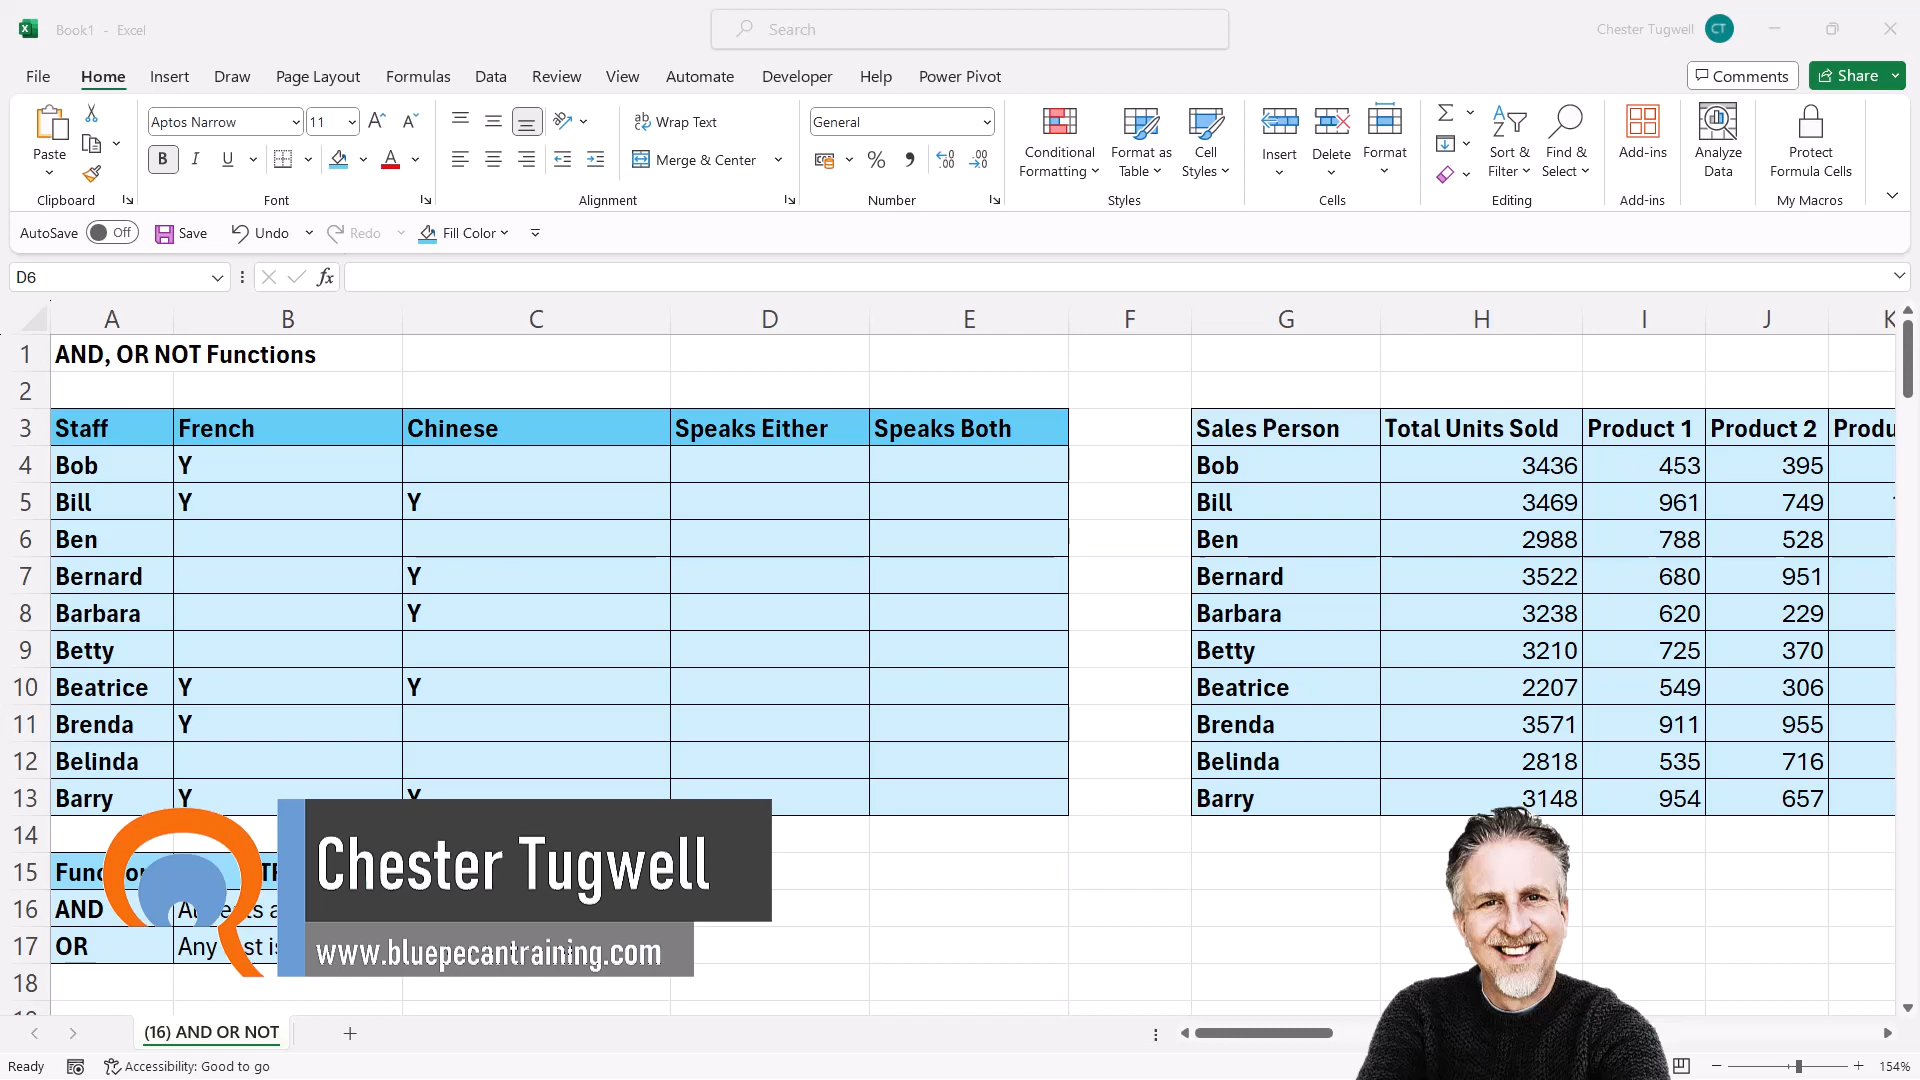 Book1 - Excel
Search
Chester Tugwell
CT
File Home Insert Draw Page Layout Formulas Data Review View Automate Developer Help Power Pivot
Comments
Share
Paste
Clipboard
Aptos Narrow
11
B I U
A
Font
Wrap Text
Merge & Center
Alignment
General
%
Number
Conditional Formatting
Format as Table
Cell Styles
Styles
Insert
Delete
Format
Cells
Sort & Filter
Find & Select
Editing
Add-ins
Add-ins
Analyze Data
Protect Formula Cells
My Macros
AutoSave Off Save Undo Redo Fill Color
D6
fx
A B C D E F G H I J K
1 AND, OR NOT Functions
2
3 Staff French Chinese Speaks Either Speaks Both Sales Person Total Units Sold Product 1 Product 2 Produ
4 Bob Y Bob 3436 453 395
5 Bill Y Y Bill 3469 961 749
6 Ben Ben 2988 788 528
7 Bernard Y Bernard 3522 680 951
8 Barbara Y Barbara 3238 620 229
9 Betty Betty 3210 725 370
10 Beatrice Y Y Beatrice 2207 549 306
11 Brenda Y Brenda 3571 911 955
12 Belinda Belinda 2818 535 716
13 Barry Y Y Barry 3148 954 657
14
15
16 AND
17 OR Any
18
Chester Tugwell
www.bluepecantraining.com
(16) AND OR NOT
Ready Accessibility: Good to go 154%